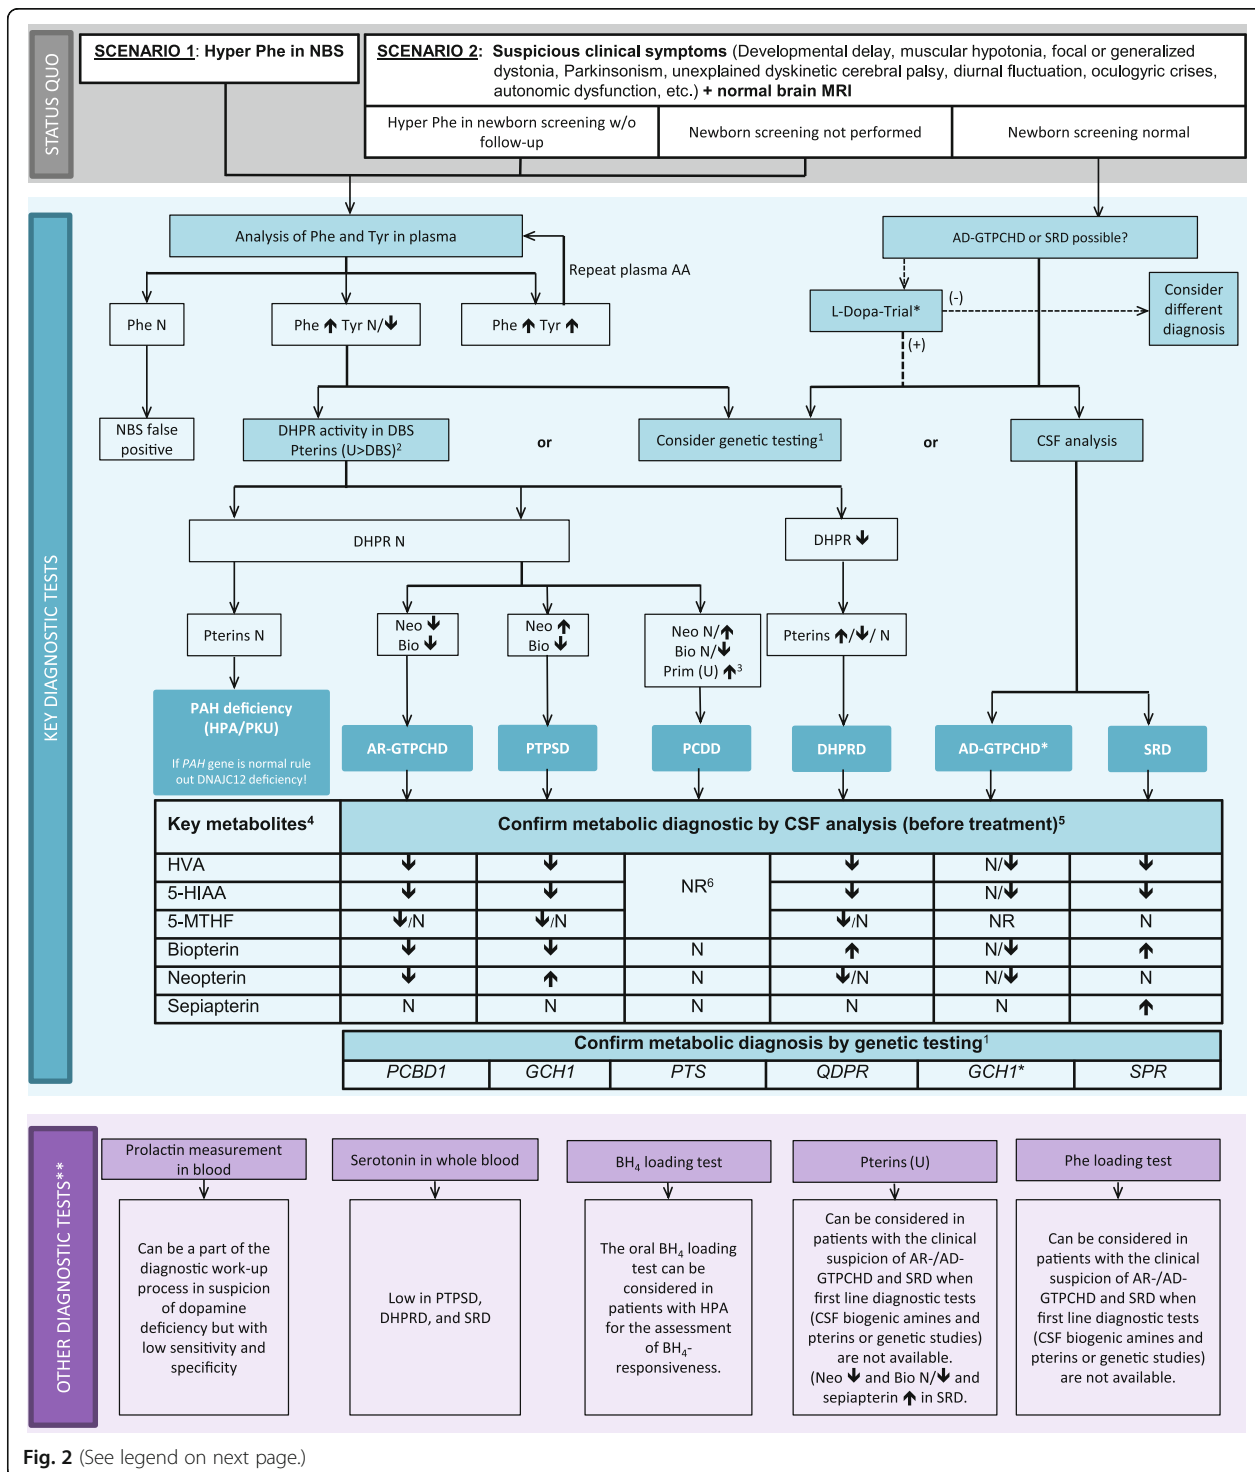 STATUS QUO
SCENARIO 1: Hyper Phe in NBS
SCENARIO 2: Suspicious clinical symptoms (Developmental delay, muscular hypotonia, focal or generalized
dystonia, Parkinsonism, unexplained dyskinetic cerebral palsy, diurnal fluctuation, oculogyric crises,
autonomic dysfunction, etc.) + normal brain MRI
Hyper Phe in newborn screening w/o
follow-up
Newborn screening not performed
Newborn screening normal
KEY DIAGNOSTIC TESTS
Analysis of Phe and Tyr in plasma
Repeat plasma AA
AD-GTPCHD or SRD possible?
Phe N
Phe ↑ Tyr N/↓
Phe ↑ Tyr ↑
L-Dopa-Trial*
(-)
(+)
Consider
different
diagnosis
NBS false
positive
DHPR activity in DBS
Pterins (U>DBS)²
or
Consider genetic testing¹
or
CSF analysis
DHPR N
DHPR ↓
Pterins N
Neo ↓
Bio ↓
Neo ↑
Bio ↓
Neo N/↑
Bio N/↓
Prim (U) ↑³
Pterins ↑/↓/ N
PAH deficiency
(HPA/PKU)
If PAH gene is normal rule
out DNAJC12 deficiency!
AR-GTPCHD
PTPSD
PCDD
DHPRD
AD-GTPCHD*
SRD
Key metabolites⁴
Confirm metabolic diagnostic by CSF analysis (before treatment)⁵
HVA ↓ ↓ NR⁶ ↓ N/↓ ↓
5-HIAA ↓ ↓ ↓ N/↓ ↓
5-MTHF ↓/N ↓/N ↓/N NR N
Biopterin ↓ ↓ N ↑ N/↓ ↑
Neopterin ↓ ↑ N ↓/N N/↓ N
Sepiapterin N N N N N ↑
Confirm metabolic diagnosis by genetic testing¹
PCBD1 GCH1 PTS QDPR GCH1* SPR
OTHER DIAGNOSTIC TESTS**
Prolactin measurement
in blood
Can be a part of the
diagnostic work-up
process in suspicion
of dopamine
deficiency but with
low sensitivity and
specificity
Serotonin in whole blood
Low in PTPSD,
DHPRD, and SRD
BH₄ loading test
The oral BH₄ loading
test can be
considered in
patients with HPA
for the assessment
of BH₄-
responsiveness.
Pterins (U)
Can be considered in
patients with the clinical
suspicion of AR-/AD-
GTPCHD and SRD when
first line diagnostic tests
(CSF biogenic amines and
pterins or genetic studies)
are not available.
(Neo ↓ and Bio N/↓ and
sepiapterin ↑ in SRD.
Phe loading test
Can be considered in
patients with the clinical
suspicion of AR-/AD-
GTPCHD and SRD when
first line diagnostic tests
(CSF biogenic amines and
pterins or genetic studies)
are not available.
Fig. 2 (See legend on next page.)